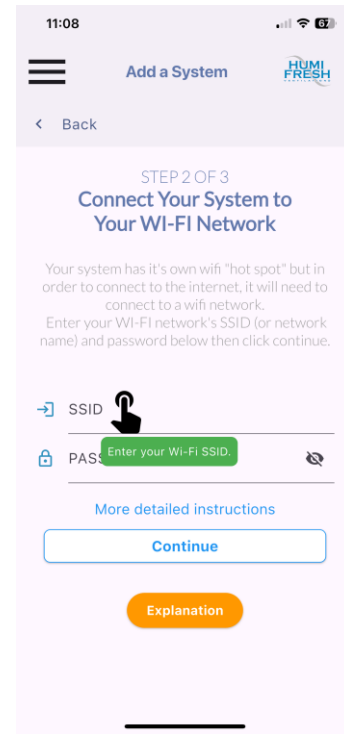 11:08
67
Add a System
HUMI
FRESH
Back
STEP 2 OF 3
Connect Your System to
Your WI-FI Network
Your system has it's own wifi "hot spot" but in
order to connect to the internet, it will need to
connect to a wifi network.
Enter your WI-FI network's SSID (or network
name) and password below then click continue.
SSID
Enter your Wi-Fi SSID.
PASS
More detailed instructions
Continue
Explanation